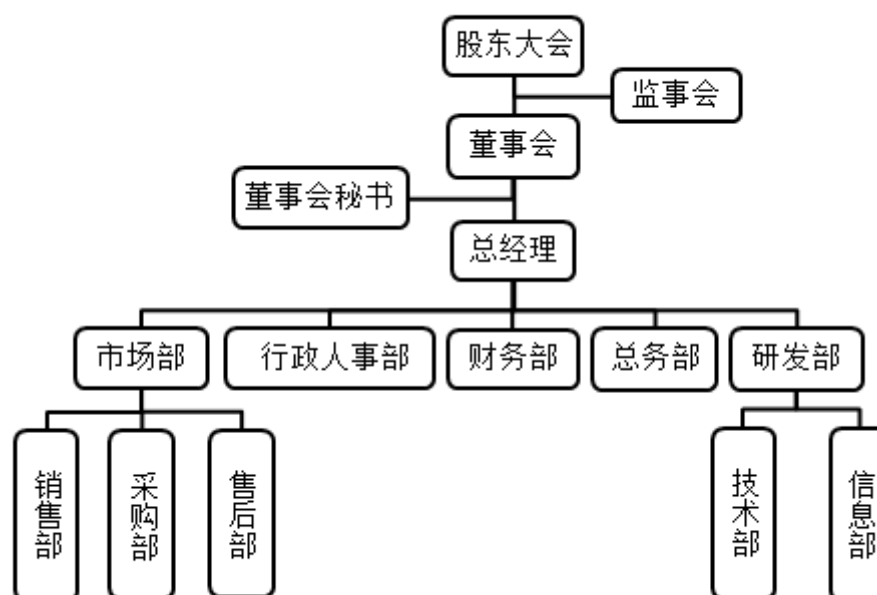 股东大会
监事会
董事会
董事会秘书
总经理
市场部
行政人事部
财务部
总务部
研发部
销售部
采购部
售后部
技术部
信息部